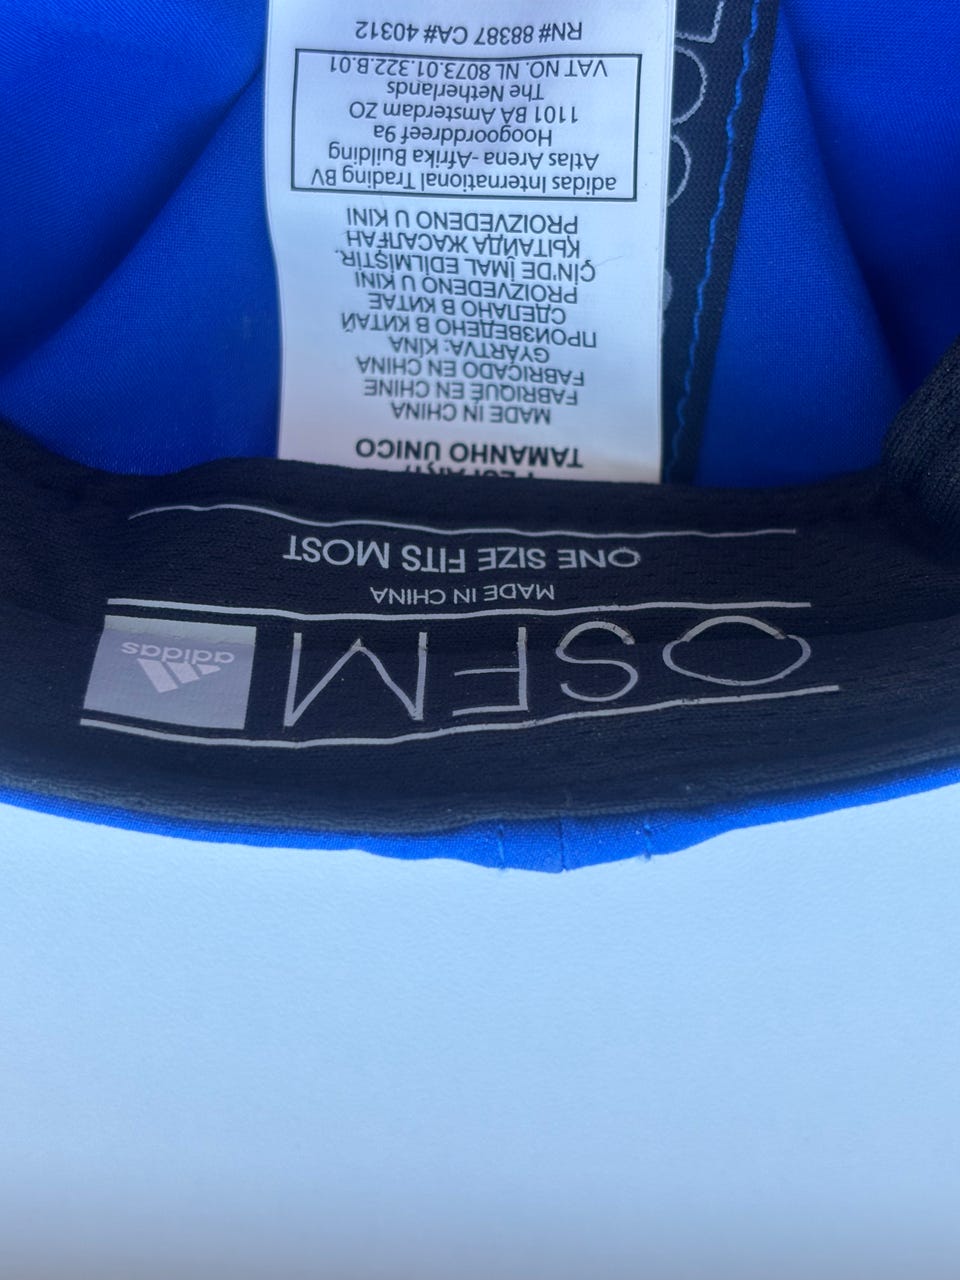 OSFM
adidas
MADE IN CHINA
ONE SIZE FITS MOST
TAMANHO ÚNICO
MADE IN CHINA
FABRIQUÉ EN CHINE
FABRICADO EN CHINA
GYÁRTVA: KÍNA
ПРОИЗВЕДЕНО В КИТАЙ
СДЕЛАНО В КИТАЕ
PROIZVEDENO U KINI
ÇİN'DE İMAL EDİLMİŞTİR.
ҚЫТАЙДА ЖАСАЛҒАН
PROIZVEDENO U KINI
adidas International Trading BV
Atlas Arena -Afrika Building
Hoogoorddreef 9a
1101 BA Amsterdam ZO
The Netherlands
VAT NO. NL 8073.01.322.B.01
RN# 88387 CA# 40312